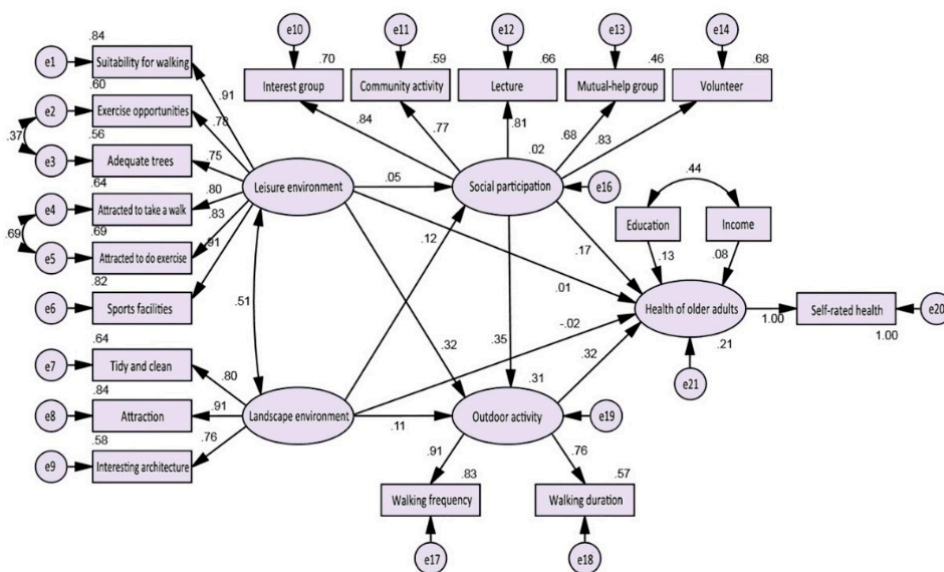 e10
e11
e12
e13
e14
.84
.70
.59
.66
.46
.68
e1
Suitability for walking
Interest group
Community activity
Lecture
Mutual-help group
Volunteer
.60
.91
e2
Exercise opportunities
.78
.84
.77
.81
.68
.83
.37
.56
.02
e3
Adequate trees
.75
.64
.80
Leisure environment
.05
Social participation
e16
.44
e4
Attracted to take a walk
.83
Education
Income
.69
.69
.91
.12
.17
.13
.08
e5
Attracted to do exercise
.82
.01
e6
Sports facilities
.51
Health of older adults
1.00
Self-rated health
e20
.64
.32
.35
-.02
.32
.21
1.00
e7
Tidy and clean
.80
.31
e21
.84
e8
Attraction
.91
Landscape environment
.11
Outdoor activity
e19
.58
.76
e9
Interesting architecture
.91
.76
.83
.57
Walking frequency
Walking duration
e17
e18